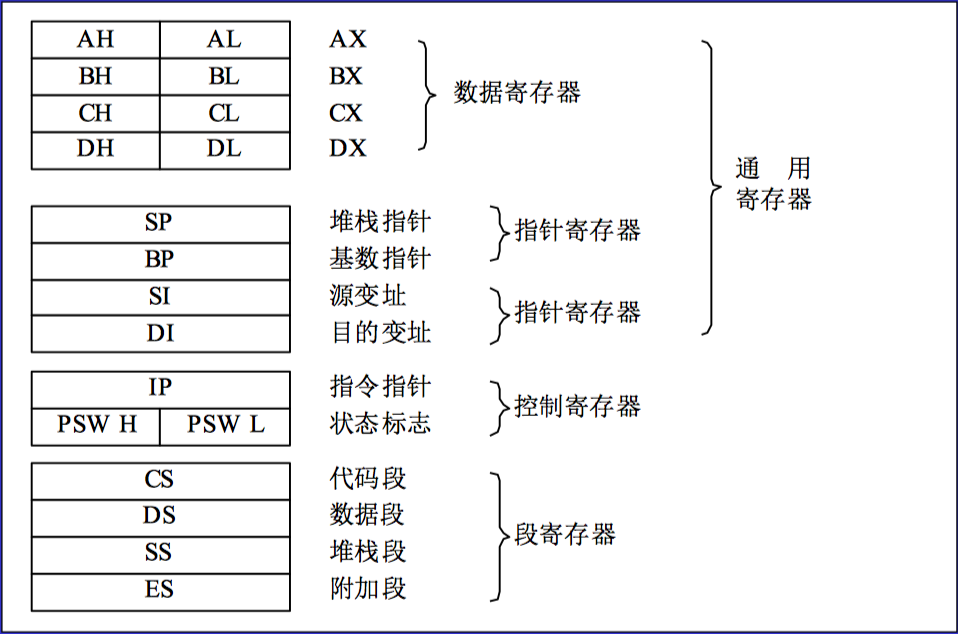 AH AL AX
BH BL BX
CH CL CX
DH DL DX
数据寄存器
通 用
寄存器
SP 堆栈指针
BP 基数指针
指针寄存器
SI 源变址
DI 目的变址
指针寄存器
IP 指令指针
PSW H PSW L 状态标志
控制寄存器
CS 代码段
DS 数据段
SS 堆栈段
ES 附加段
段寄存器